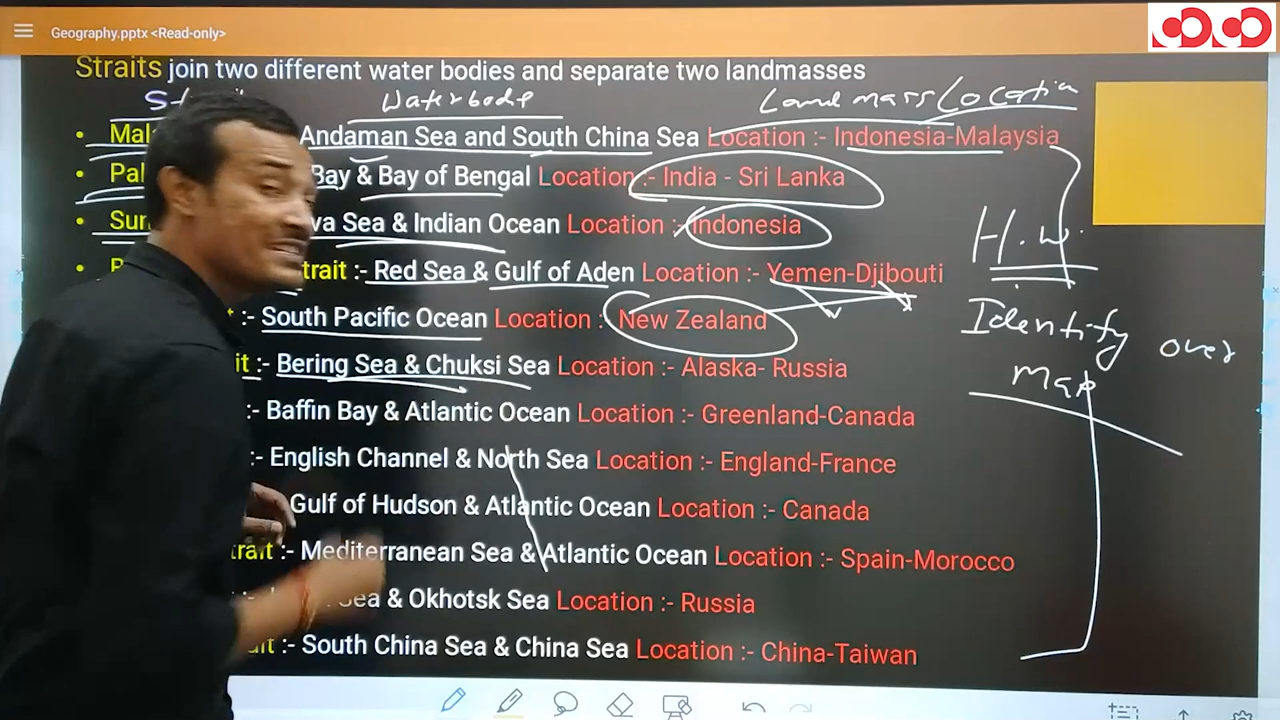 Geography.pptx <Read-only>
Straits join two different water bodies and separate two landmasses
Waterbode Landmass Location
• Mala Andaman Sea and South China Sea Location :- Indonesia-Malaysia
• Pal Bay & Bay of Bengal Location :- India - Sri Lanka
• Sun va Sea & Indian Ocean Location :- Indonesia
• trait :- Red Sea & Gulf of Aden Location :- Yemen-Djibouti
:- South Pacific Ocean Location : New Zealand
it :- Bering Sea & Chuksi Sea Location :- Alaska- Russia
:- Baffin Bay & Atlantic Ocean Location :- Greenland-Canada
:- English Channel & North Sea Location :- England-France
Gulf of Hudson & Atlantic Ocean Location :- Canada
trait :- Mediterranean Sea & Atlantic Ocean Location :- Spain-Morocco
Sea & Okhotsk Sea Location :- Russia
ait :- South China Sea & China Sea Location :- China-Taiwan
H.W.
Identify over
Map